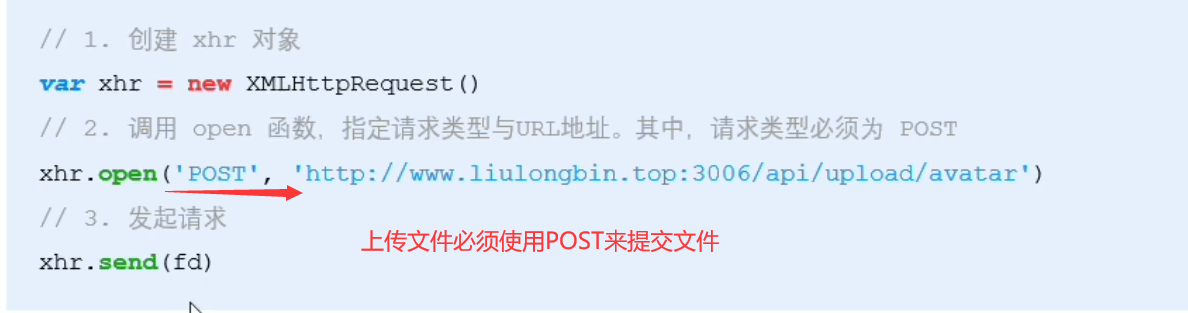 // 1. 创建 xhr 对象
var xhr = new XMLHttpRequest()
// 2. 调用 open 函数，指定请求类型与URL地址。其中，请求类型必须为 POST
xhr.open('POST', 'http://www.liulongbin.top:3006/api/upload/avatar')
// 3. 发起请求
上传文件必须使用POST来提交文件
xhr.send(fd)